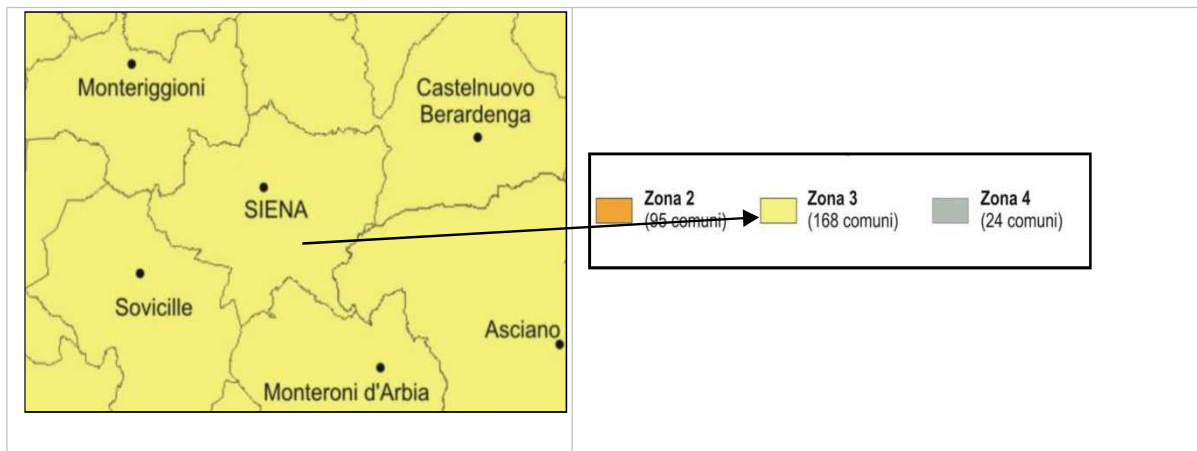 Monteriggioni
Castelnuovo
Berardenga
SIENA
Sovicille
Asciano
Monteroni d'Arbia
Zona 2
(95 comuni)
Zona 3
(168 comuni)
Zona 4
(24 comuni)